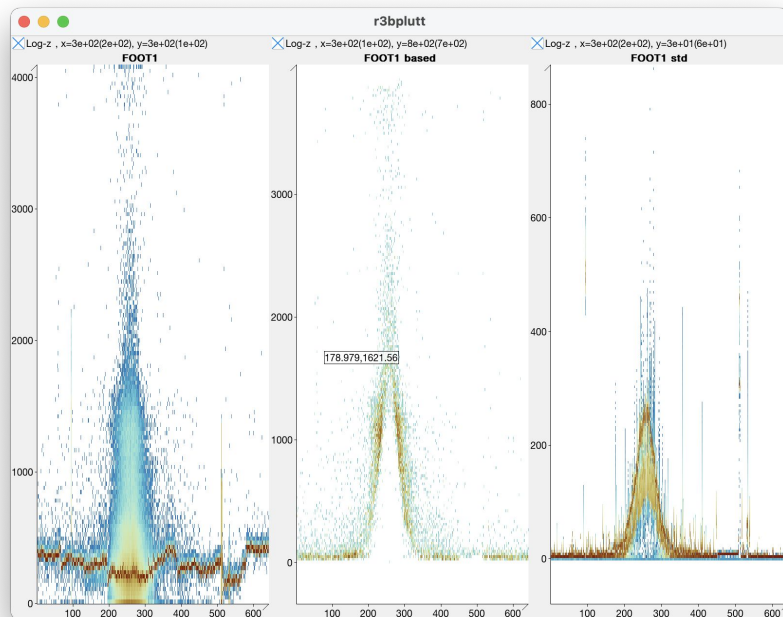 r3bplutt
Log-z , x=3e+02(2e+02), y=3e+02(1e+02)
Log-z , x=3e+02(1e+02), y=8e+02(7e+02)
Log-z , x=3e+02(2e+02), y=3e+01(6e+01)
FOOT1
FOOT1 based
FOOT1 std
4000
3000
2000
1000
0
100 200 300 400 500 600
3000
2000
1000
0
178.979,1621.56
0 100 200 300 400 500 600
800
600
400
200
0
100 200 300 400 500 600